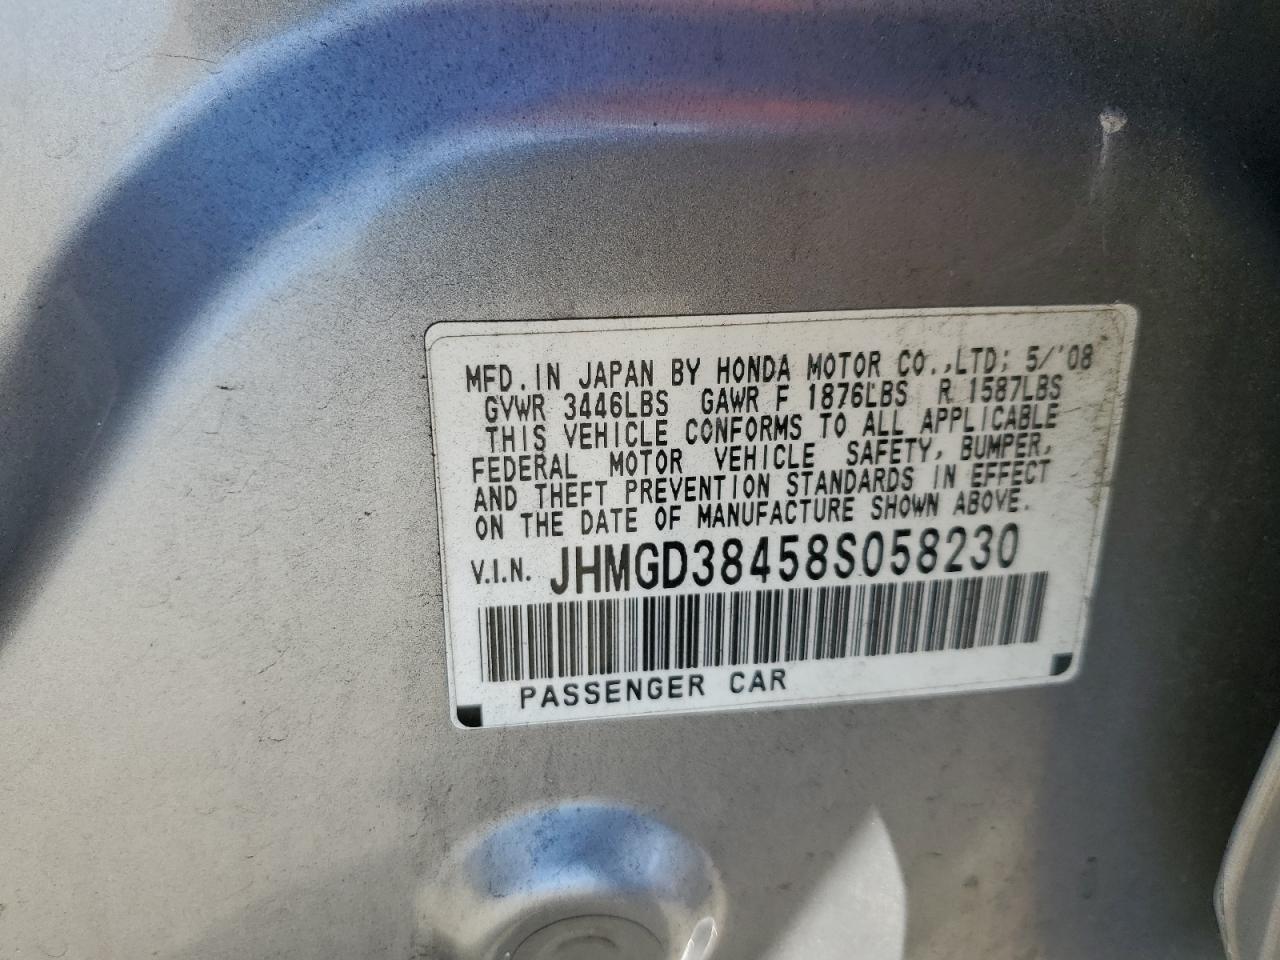 MFD. IN JAPAN BY HONDA MOTOR CO.,LTD; 5/'08
GVWR 3446LBS GAWR F 1876LBS R 1587LBS
THIS VEHICLE CONFORMS TO ALL APPLICABLE
FEDERAL MOTOR VEHICLE SAFETY, BUMPER,
AND THEFT PREVENTION STANDARDS IN EFFECT
ON THE DATE OF MANUFACTURE SHOWN ABOVE.
V.I.N. JHMGD38458S058230
PASSENGER CAR